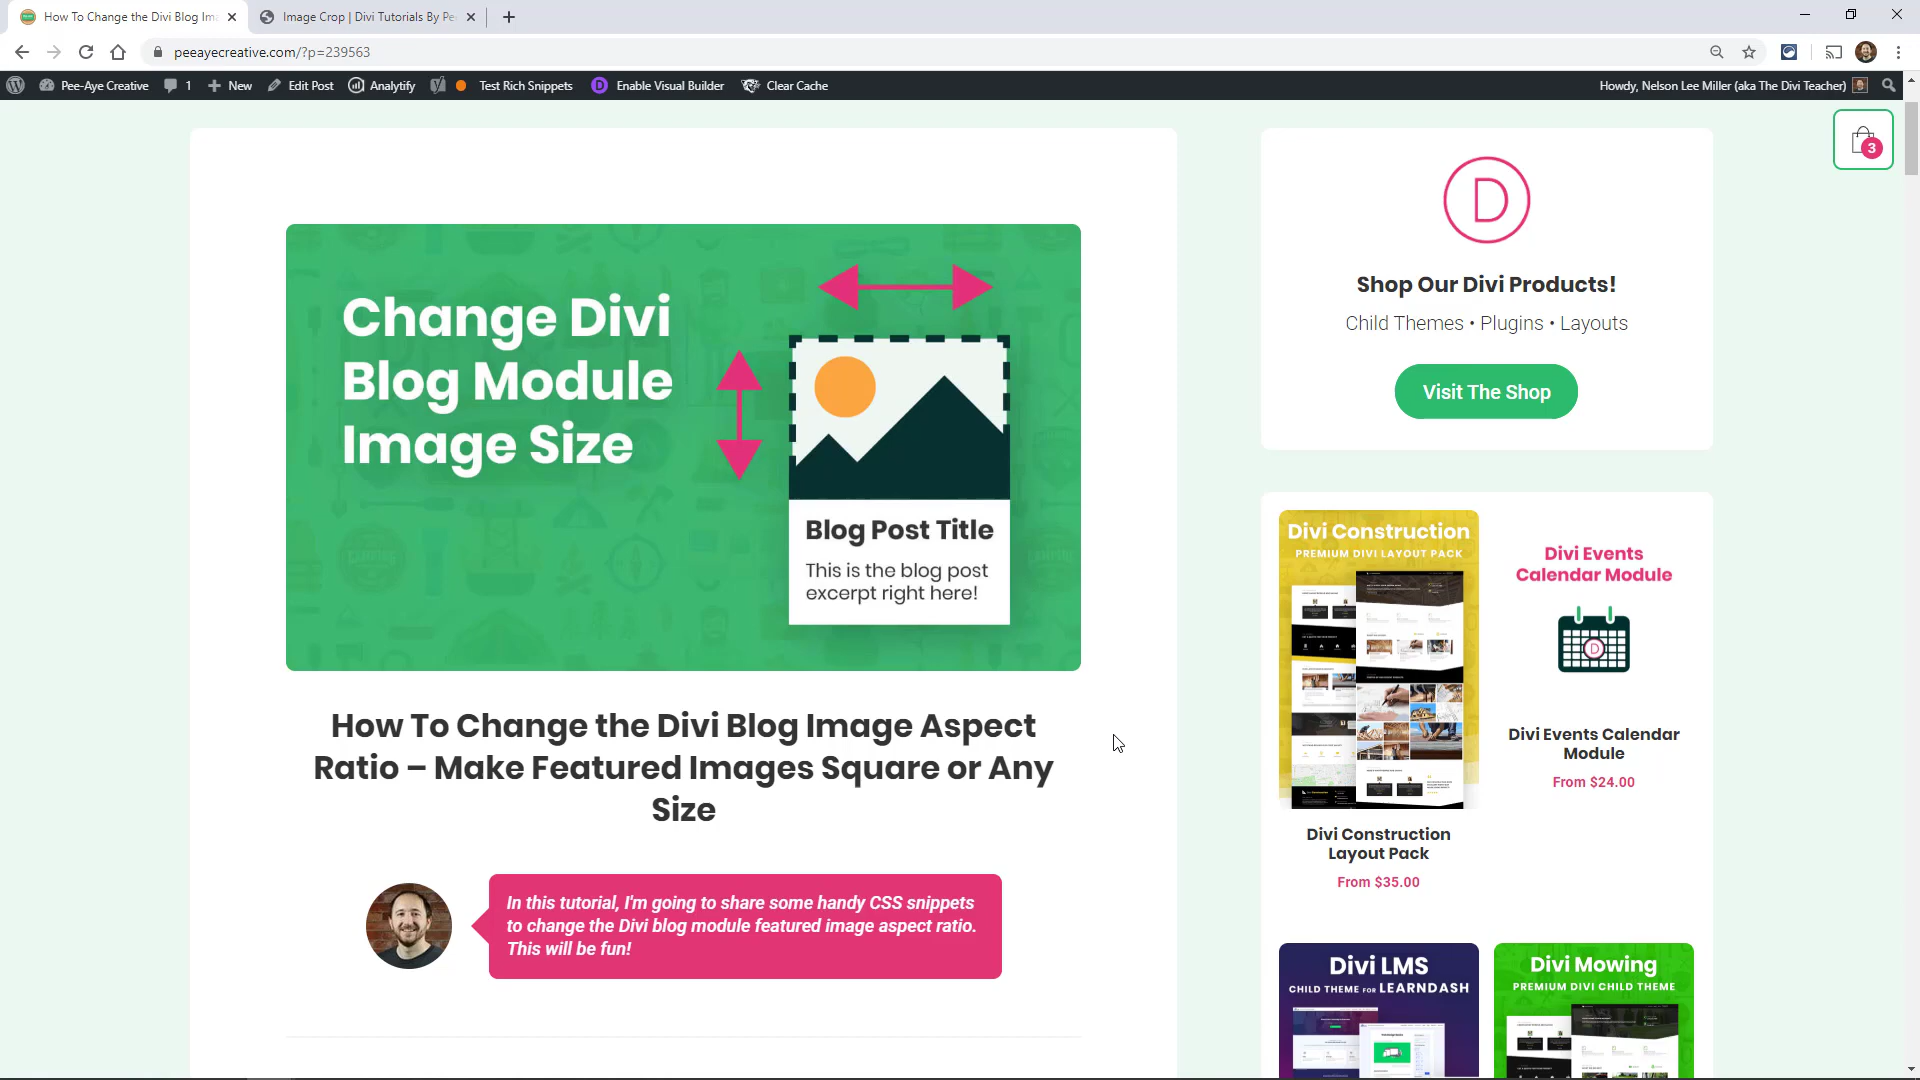 How To Change the Divi Blog Ima
Image Crop | Divi Tutorials By Pe
peeayecreative.com/?p=239563
Pee-Aye Creative
1
New
Edit Post
Analytify
Test Rich Snippets
Enable Visual Builder
Clear Cache
Howdy, Nelson Lee Miller (aka The Divi Teacher)
3
Change Divi
Blog Module
Image Size
Blog Post Title
This is the blog post
excerpt right here!
How To Change the Divi Blog Image Aspect
Ratio – Make Featured Images Square or Any
Size
In this tutorial, I'm going to share some handy CSS snippets
to change the Divi blog module featured image aspect ratio.
This will be fun!
D
Shop Our Divi Products!
Child Themes • Plugins • Layouts
Visit The Shop
Divi Construction
PREMIUM DIVI LAYOUT PACK
Divi Construction
Layout Pack
From $35.00
Divi Events
Calendar Module
D
Divi Events Calendar
Module
From $24.00
Divi LMS
CHILD THEME FOR LEARNDASH
Divi Mowing
PREMIUM DIVI CHILD THEME